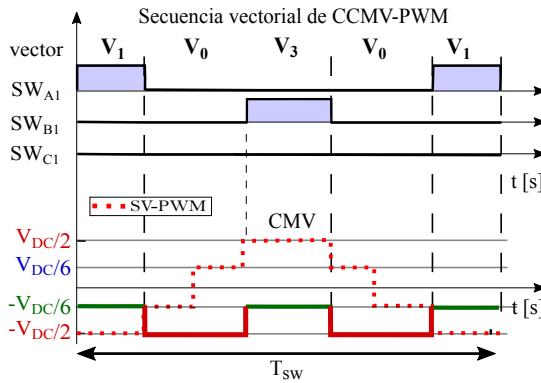 Secuencia vectorial de CCMV-PWM
vector V1 V0 V3 V0 V1
SWA1
SWB1
SWC1
t [s]
SV-PWM
CMV
VDC/2
VDC/6
-VDC/6
t [s]
-VDC/2
TSW